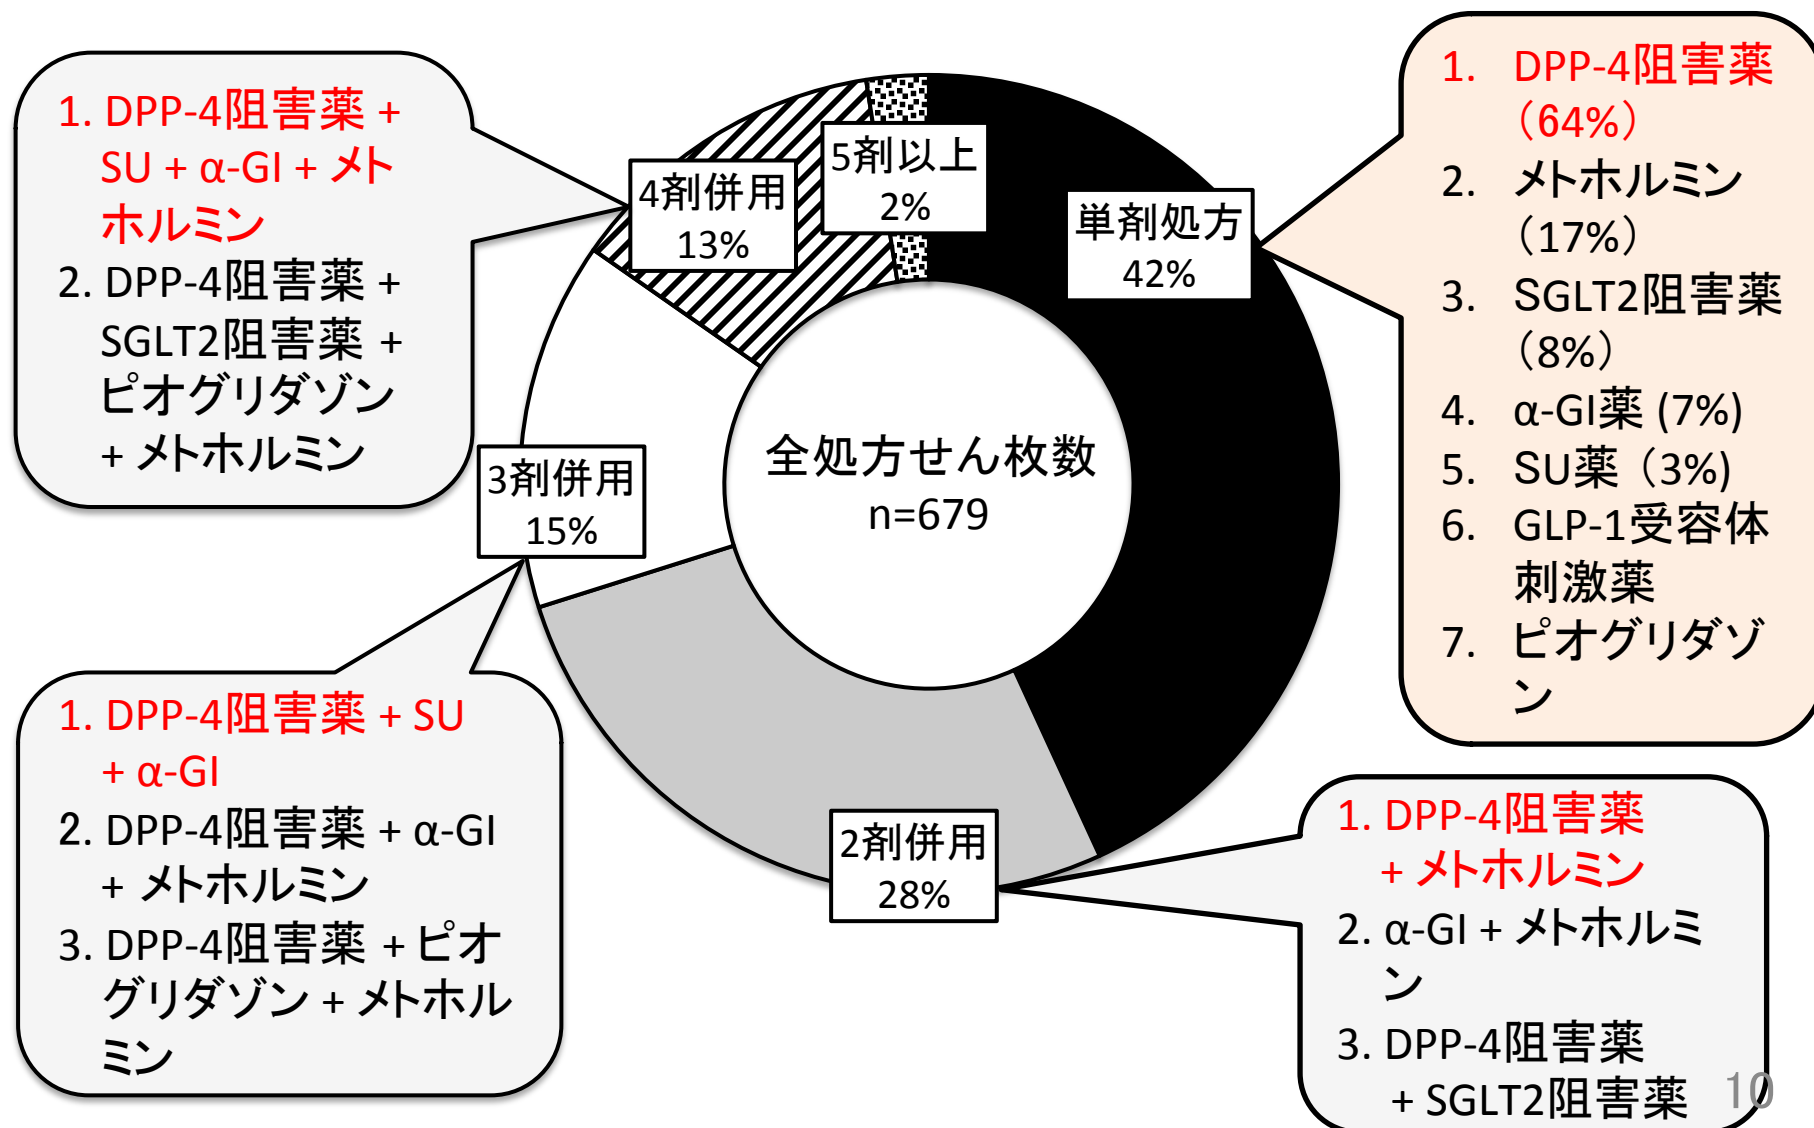 1. DPP-4阻害薬 +
SU + α-GI + メト
ホルミン
2. DPP-4阻害薬 +
SGLT2阻害薬 +
ピオグリダゾン
+ メトホルミン
4剤併用
13%
5剤以上
2%
単剤処方
42%
1. DPP-4阻害薬
（64%）
2. メトホルミン
（17%）
3. SGLT2阻害薬
（8%）
4. α-GI薬 (7%)
5. SU薬（3%)
6. GLP-1受容体
刺激薬
7. ピオグリダゾ
ン
全処方せん枚数
n=679
3剤併用
15%
1. DPP-4阻害薬 + SU
+ α-GI
2. DPP-4阻害薬 + α-GI
+ メトホルミン
3. DPP-4阻害薬 + ピオ
グリダゾン + メトホル
ミン
2剤併用
28%
1. DPP-4阻害薬
+ メトホルミン
2. α-GI + メトホルミ
ン
3. DPP-4阻害薬
+ SGLT2阻害薬
10